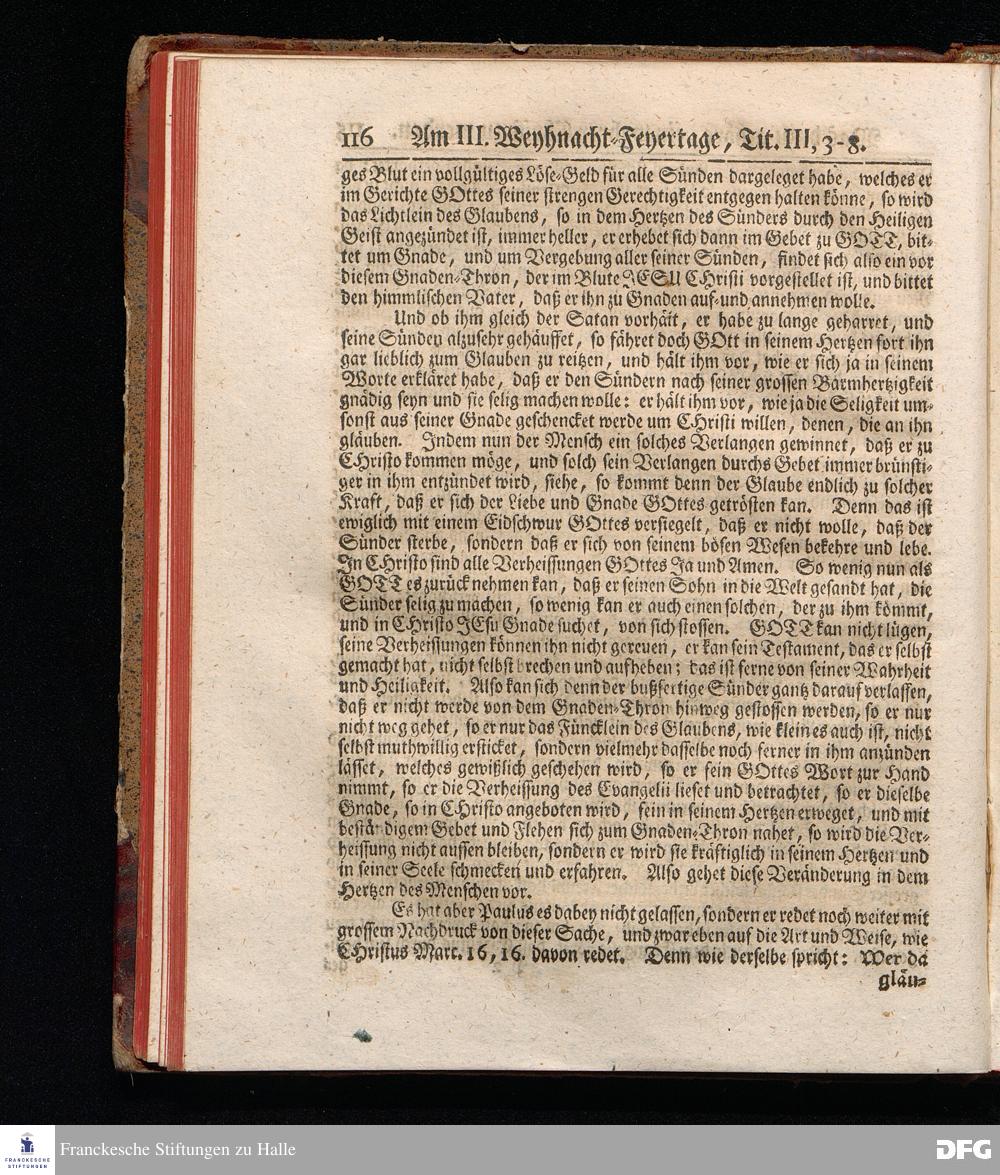 116 Am III. Weyhnacht-Feyertage, Tit. III, 3-8.
ges Blut ein vollgültiges Löse-Geld für alle Sünden dargeleget habe, welches er
im Gerichte GOttes seiner strengen Gerechtigkeit entgegen halten könne, so wird
das Lichtlein des Glaubens, so in dem Hertzen des Sünders durch den Heiligen
Geist angezündet ist, immer heller, er erhebet sich dann im Gebet zu GOTT, bit-
tet um Gnade, und um Vergebung aller seiner Sünden, findet sich also ein vor
diesem Gnaden-Thron, der im Blute JESU CHristi vorgestellet ist, und bittet
den himmlischen Vater, daß er ihn zu Gnaden auf-und annehmen wolle.
Und ob ihm gleich der Satan vorhält, er habe zu lange geharret, und
seine Sünden alzusehr gehäuffet, so fähret doch GOtt in seinem Hertzen fort ihn
gar lieblich zum Glauben zu reitzen, und hält ihm vor, wie er sich ja in seinem
Worte erkläret habe, daß er den Sündern nach seiner grossen Barmhertzigkeit
gnädig seyn und sie selig machen wolle: er hält ihm vor, wie ja die Seligkeit um-
sonst aus seiner Gnade geschencket werde um CHristi willen, denen, die an ihn
gläuben. Indem nun der Mensch ein solches Verlangen gewinnet, daß er zu
CHristo kommen möge, und solch sein Verlangen durchs Gebet immer brünsti-
ger in ihm entzündet wird, siehe, so kommt denn der Glaube endlich zu solcher
Kraft, daß er sich der Liebe und Gnade GOttes getrösten kan. Denn das ist
ewiglich mit einem Eidschwur GOttes versiegelt, daß er nicht wolle, daß der
Sünder sterbe, sondern daß er sich von seinem bösen Wesen bekehre und lebe.
In CHristo sind alle Verheissungen GOttes Ja und Amen. So wenig nun als
GOTT es zurück nehmen kan, daß er seinen Sohn in die Welt gesandt hat, die
Sünder selig zu machen, so wenig kan er auch einen solchen, der zu ihm kömmt,
und in CHristo JEsu Gnade suchet, von sich stossen. GOTT kan nicht lügen,
seine Verheissungen können ihn nicht gereuen, er kan sein Testament, das er selbst
gemacht hat, nicht selbst brechen und aufheben; das ist ferne von seiner Wahrheit
und Heiligkeit. Also kan sich denn der bußfertige Sünder gantz darauf verlassen,
daß er nicht werde von dem Gnaden-Thron hinweg gestossen werden, so er nur
nicht weg gehet, so er nur das Füncklein des Glaubens, wie klein es auch ist, nicht
selbst muthwillig ersticket, sondern vielmehr dasselbe noch ferner in ihm anzünden
lässet, welches gewißlich geschehen wird, so er fein GOttes Wort zur Hand
nimmt, so er die Verheissung des Evangelii lieset und betrachtet, so er dieselbe
Gnade, so in CHristo angeboten wird, fein in seinem Hertzen erweget, und mit
beständigem Gebet und Flehen sich zum Gnaden-Thron nahet, so wird die Ver-
heissung nicht aussen bleiben, sondern er wird sie kräftiglich in seinem Hertzen und
in seiner Seele schmecken und erfahren. Also gehet diese Veränderung in dem
Hertzen des Menschen vor.
Es hat aber Paulus es dabey nicht gelassen, sondern er redet noch weiter mit
grossem Nachdruck von dieser Sache, und zwar eben auf die Art und Weise, wie
CHristus Marc. 16, 16. davon redet. Denn wie derselbe spricht: Wer da
gläu-
FRANCKESCHE
STIFTUNGEN
Franckesche Stiftungen zu Halle
DFG